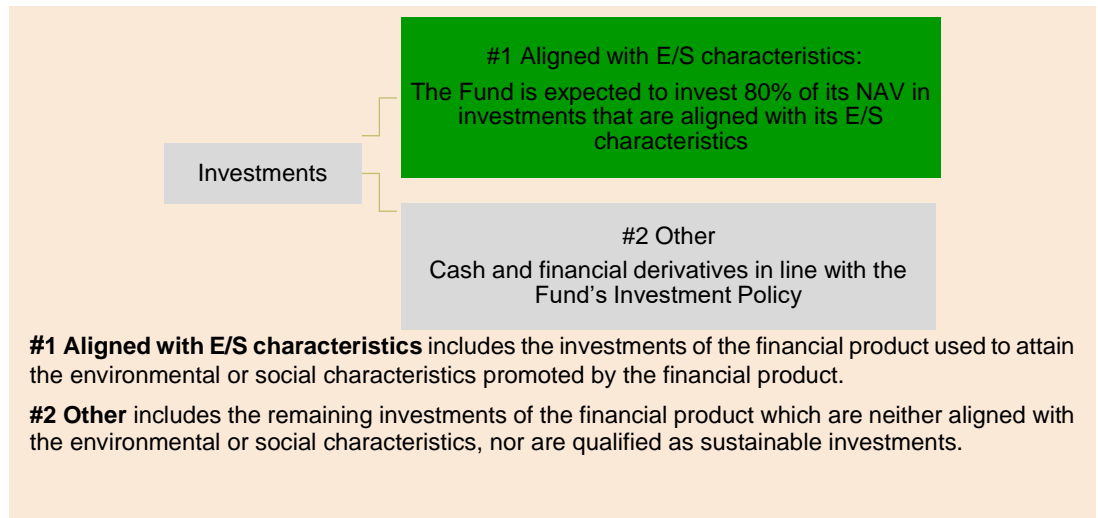 #1 Aligned with E/S characteristics:
The Fund is expected to invest 80% of its NAV in
investments that are aligned with its E/S
characteristics
Investments
#2 Other
Cash and financial derivatives in line with the
Fund's Investment Policy
#1 Aligned with E/S characteristics includes the investments of the financial product used to attain
the environmental or social characteristics promoted by the financial product.
#2 Other includes the remaining investments of the financial product which are neither aligned with
the environmental or social characteristics, nor are qualified as sustainable investments.